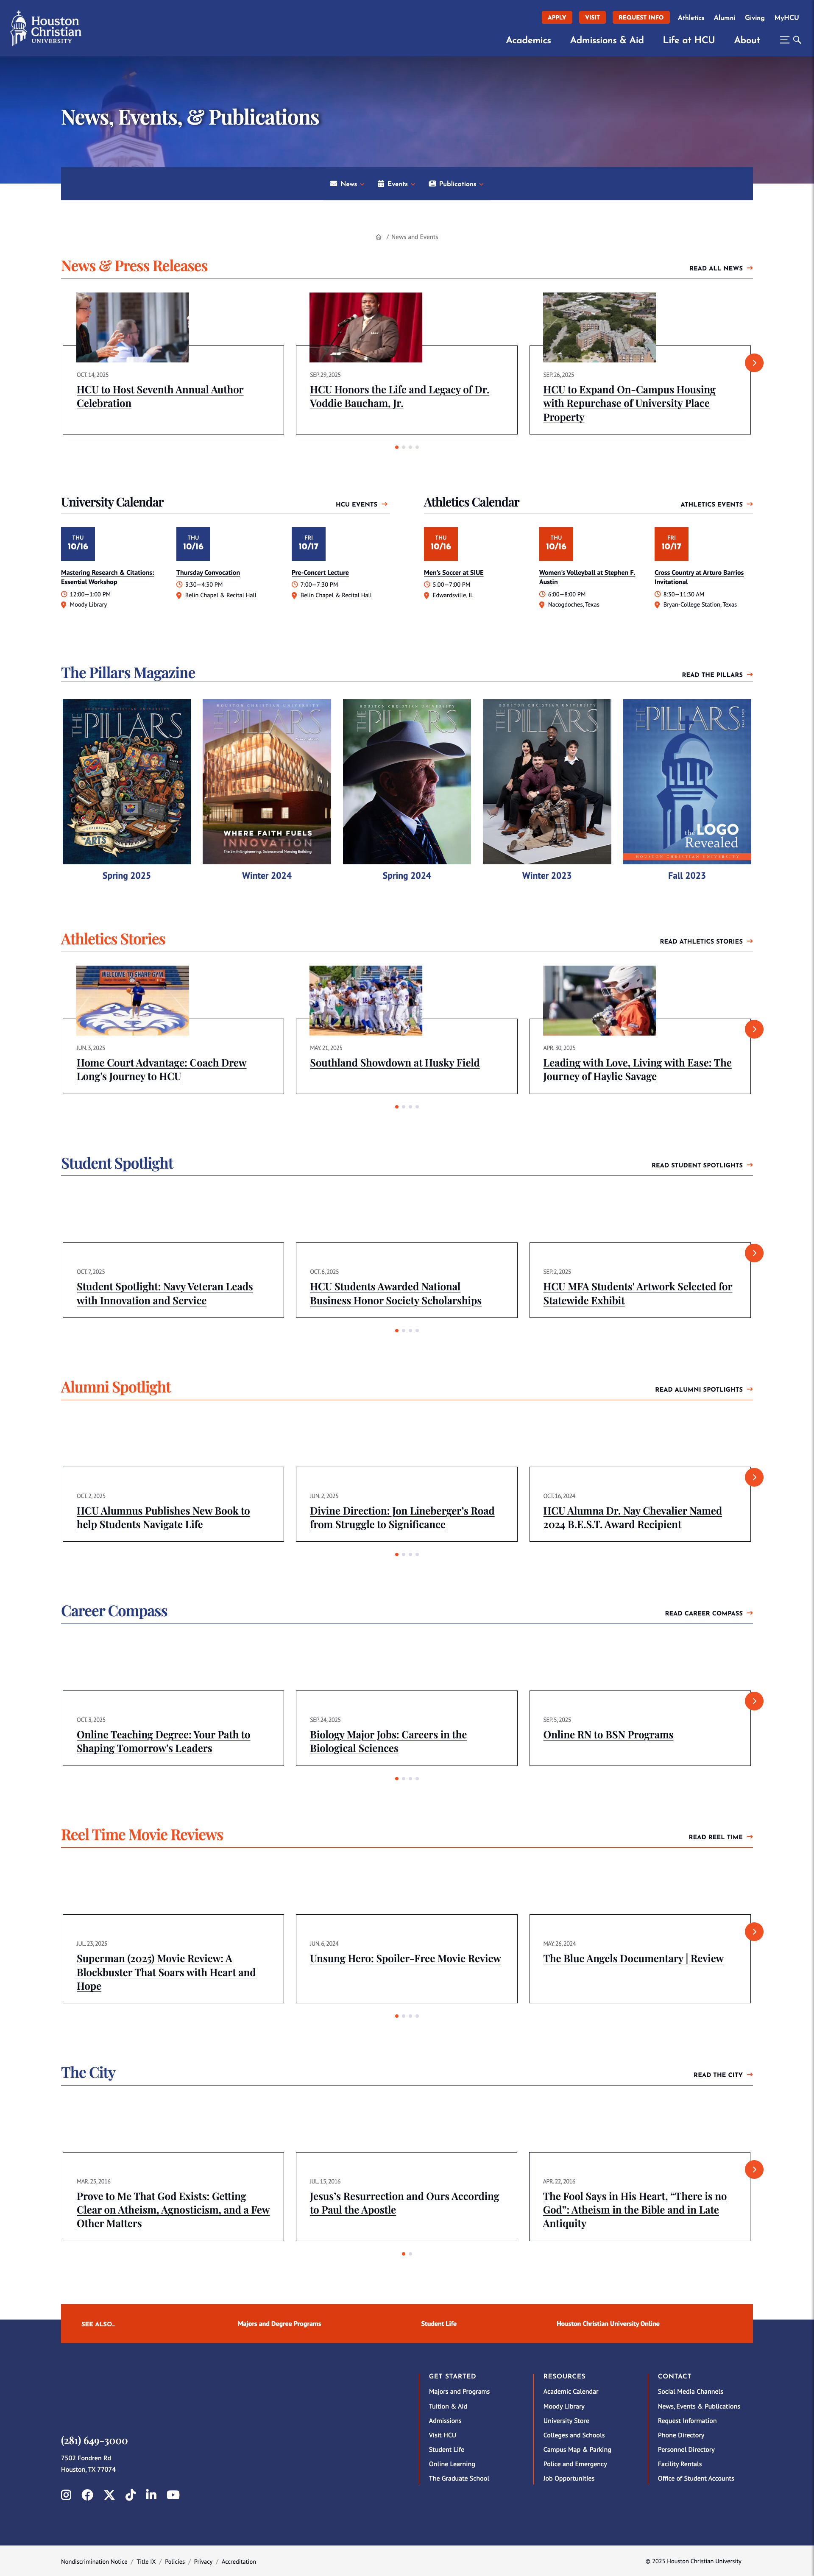 Houston
Christian
UNIVERSITY
APPLY VISIT REQUEST INFO Athletics Alumni Giving MyHCU
Academics Admissions & Aid Life at HCU About
News, Events, & Publications
News Events Publications
/ News and Events
News & Press Releases READ ALL NEWS
OCT. 14, 2025
HCU to Host Seventh Annual Author
Celebration
SEP. 29, 2025
HCU Honors the Life and Legacy of Dr.
Voddie Baucham, Jr.
SEP. 26, 2025
HCU to Expand On-Campus Housing
with Repurchase of University Place
Property
University Calendar HCU EVENTS
THU
10/16
Mastering Research & Citations:
Essential Workshop
12:00—1:00 PM
Moody Library
THU
10/16
Thursday Convocation
3:30—4:30 PM
Belin Chapel & Recital Hall
FRI
10/17
Pre-Concert Lecture
7:00—7:30 PM
Belin Chapel & Recital Hall
Athletics Calendar ATHLETICS EVENTS
THU
10/16
Men's Soccer at SIUE
5:00—7:00 PM
Edwardsville, IL
THU
10/16
Women's Volleyball at Stephen F.
Austin
6:00—8:00 PM
Nacogdoches, Texas
FRI
10/17
Cross Country at Arturo Barrios
Invitational
8:30—11:30 AM
Bryan-College Station, Texas
The Pillars Magazine READ THE PILLARS
THE PILLARS
ARTS
Spring 2025
HOUSTON CHRISTIAN UNIVERSITY
THE PILLARS
WHERE FAITH FUELS
INNOVATION
The Smith Engineering, Science and Nursing Building
Winter 2024
HOUSTON CHRISTIAN UNIVERSITY
THE PILLARS
Spring 2024
HOUSTON CHRISTIAN UNIVERSITY
THE PILLARS
Winter 2023
THE PILLARS
the LOGO
Revealed
HOUSTON CHRISTIAN UNIVERSITY
Fall 2023
Athletics Stories READ ATHLETICS STORIES
WELCOME TO SHARP GYM
JUN. 3, 2025
Home Court Advantage: Coach Drew
Long's Journey to HCU
MAY. 21, 2025
Southland Showdown at Husky Field
APR. 30, 2025
Leading with Love, Living with Ease: The
Journey of Haylie Savage
Student Spotlight READ STUDENT SPOTLIGHTS
OCT. 7, 2025
Student Spotlight: Navy Veteran Leads
with Innovation and Service
OCT. 6, 2025
HCU Students Awarded National
Business Honor Society Scholarships
SEP. 2, 2025
HCU MFA Students' Artwork Selected for
Statewide Exhibit
Alumni Spotlight READ ALUMNI SPOTLIGHTS
OCT. 2, 2025
HCU Alumnus Publishes New Book to
help Students Navigate Life
JUN. 2, 2025
Divine Direction: Jon Lineberger's Road
from Struggle to Significance
OCT. 16, 2024
HCU Alumna Dr. Nay Chevalier Named
2024 B.E.S.T. Award Recipient
Career Compass READ CAREER COMPASS
OCT. 3, 2025
Online Teaching Degree: Your Path to
Shaping Tomorrow's Leaders
SEP. 24, 2025
Biology Major Jobs: Careers in the
Biological Sciences
SEP. 5, 2025
Online RN to BSN Programs
Reel Time Movie Reviews READ REEL TIME
JUL. 23, 2025
Superman (2025) Movie Review: A
Blockbuster That Soars with Heart and
Hope
JUN. 6, 2024
Unsung Hero: Spoiler-Free Movie Review
MAY. 26, 2024
The Blue Angels Documentary | Review
The City READ THE CITY
MAR. 25, 2016
Prove to Me That God Exists: Getting
Clear on Atheism, Agnosticism, and a Few
Other Matters
JUL. 15, 2016
Jesus's Resurrection and Ours According
to Paul the Apostle
APR. 22, 2016
The Fool Says in His Heart, “There is no
God”: Atheism in the Bible and in Late
Antiquity
SEE ALSO... Majors and Degree Programs Student Life Houston Christian University Online
(281) 649-3000
7502 Fondren Rd
Houston, TX 77074
GET STARTED
Majors and Programs
Tuition & Aid
Admissions
Visit HCU
Student Life
Online Learning
The Graduate School
RESOURCES
Academic Calendar
Moody Library
University Store
Colleges and Schools
Campus Map & Parking
Police and Emergency
Job Opportunities
CONTACT
Social Media Channels
News, Events & Publications
Request Information
Phone Directory
Personnel Directory
Facility Rentals
Office of Student Accounts
Nondiscrimination Notice / Title IX / Policies / Privacy / Accreditation
© 2025 Houston Christian University